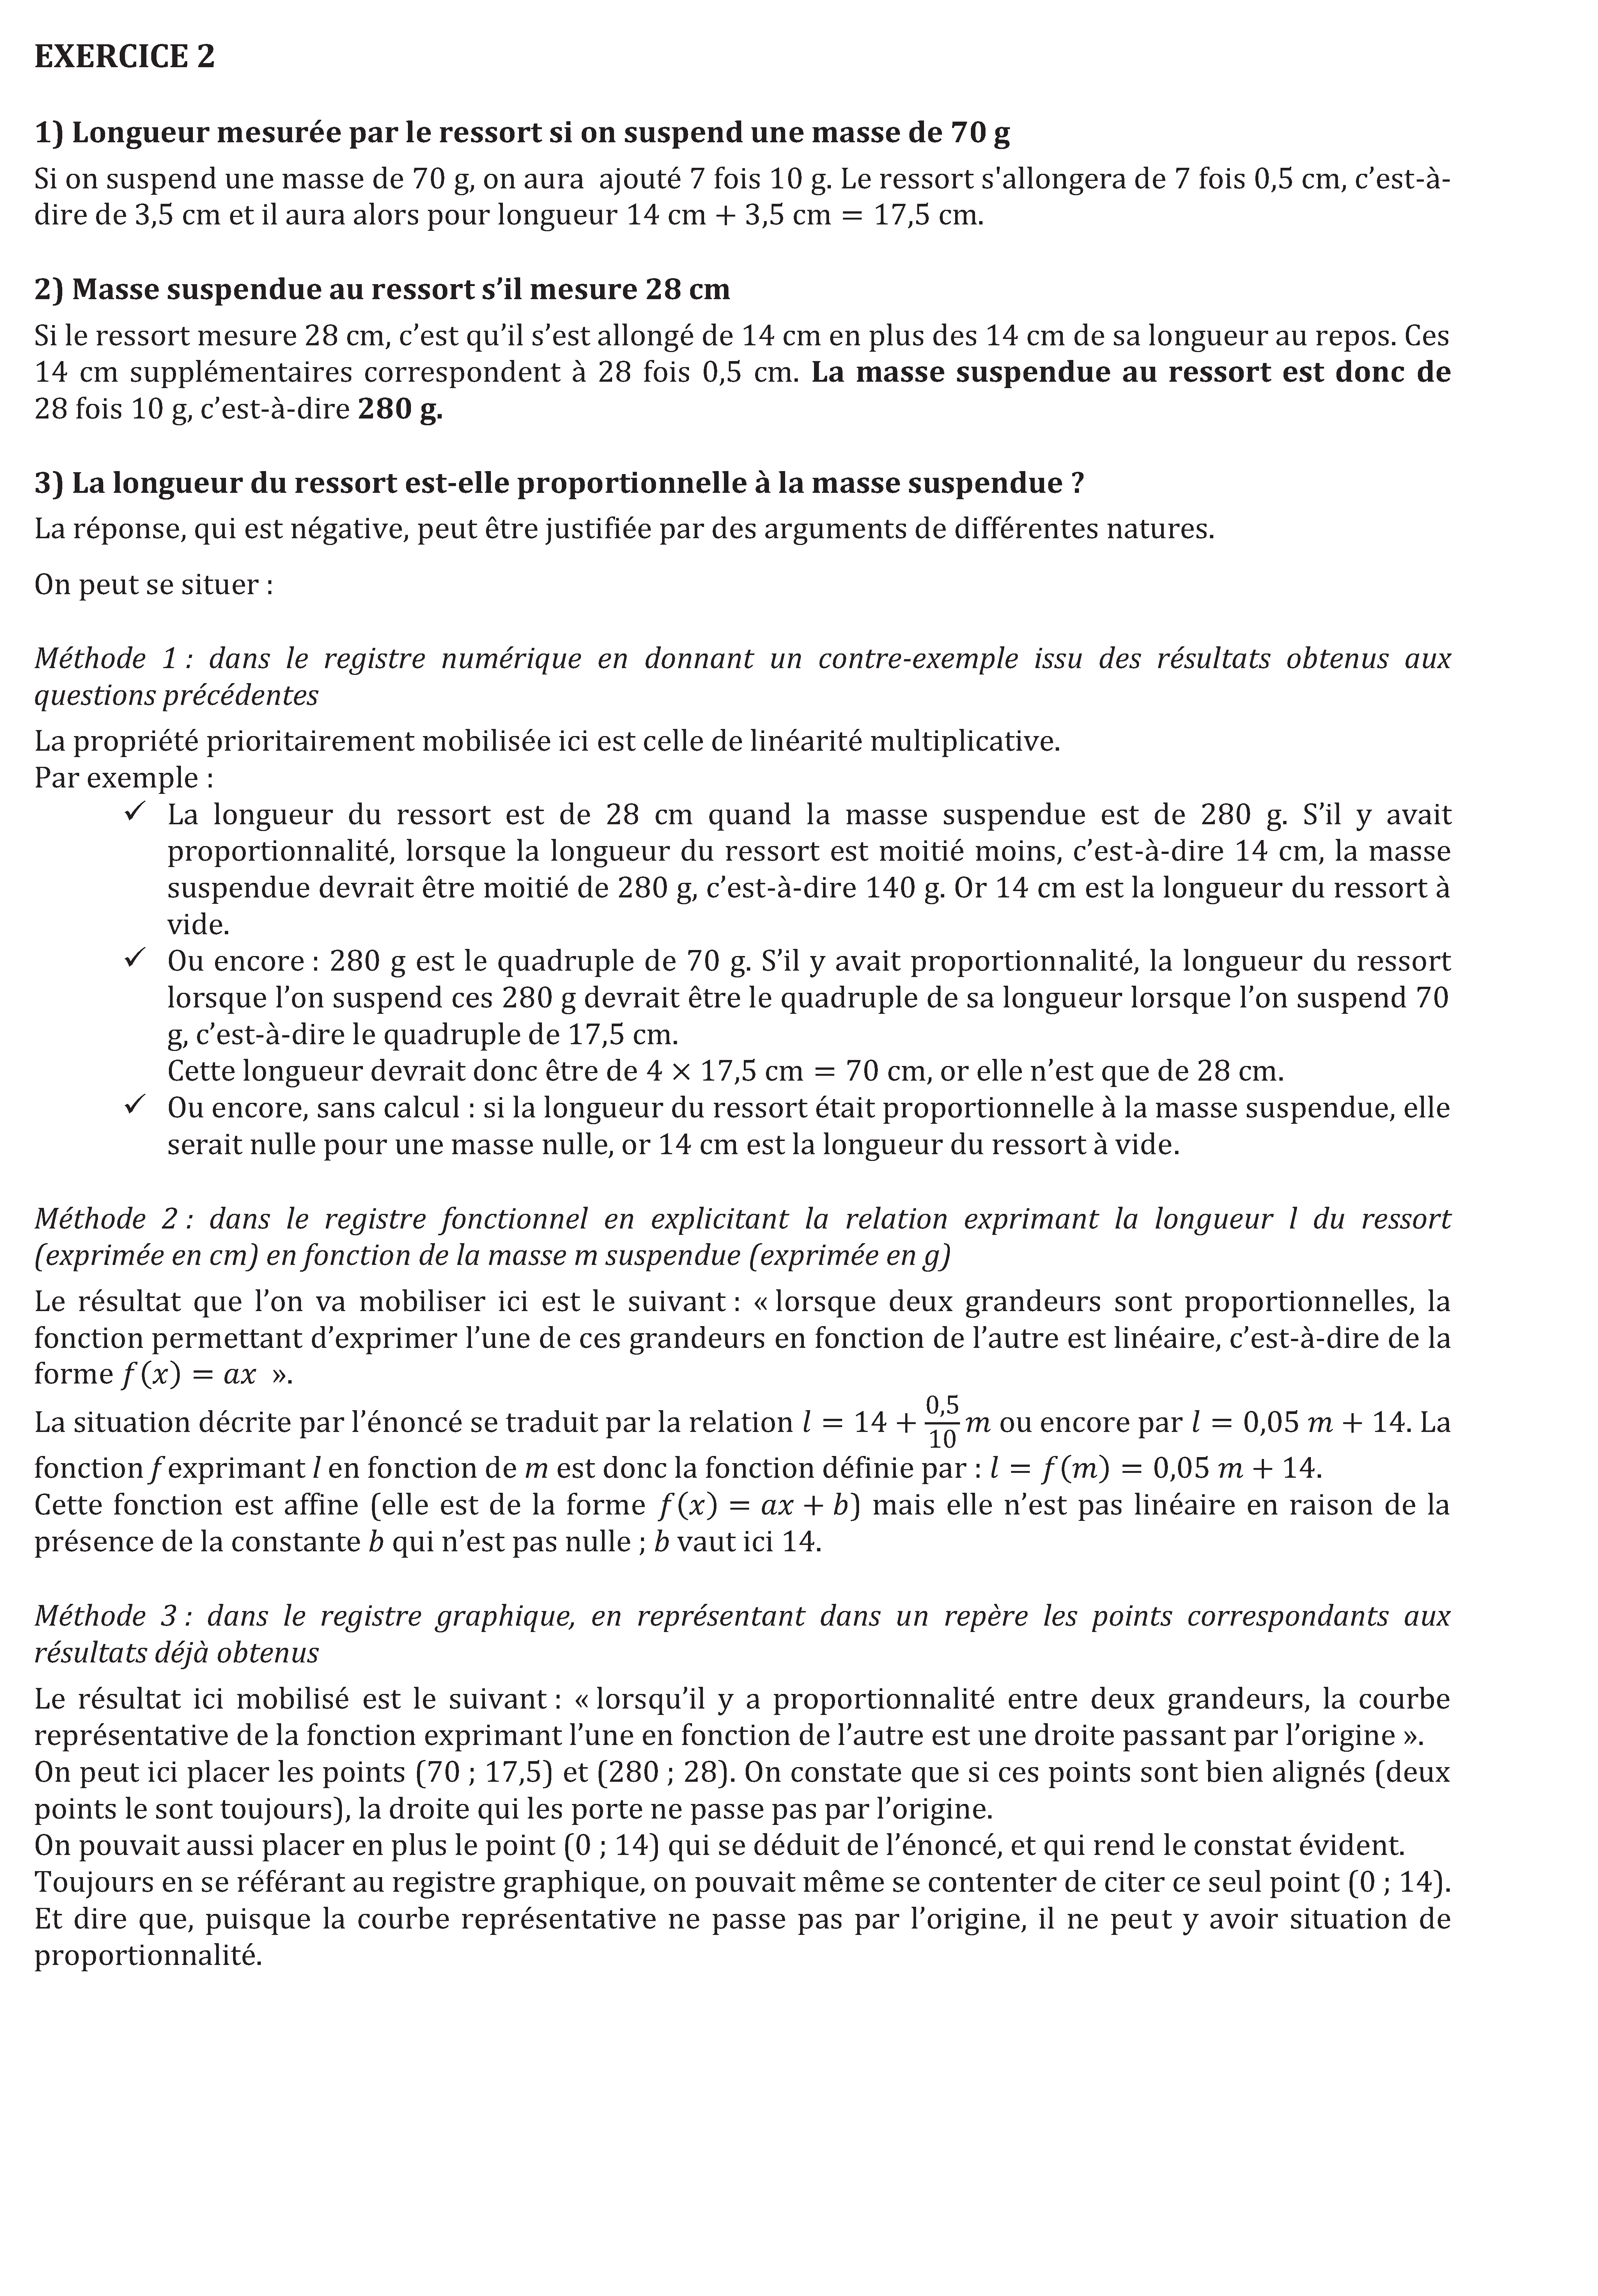 EXERCICE 2
1) Longueur mesurée par le ressort si on suspend une masse de 70 g
Si on suspend une masse de 70 g, on aura  ajouté 7 fois 10 g. Le ressort s'allongera de 7 fois 0,5 cm, c’est-à-
dire de 3,5 cm et il aura alors pour longueur 14 cm + 3,5 cm = 17,5 cm.
2) Masse suspendue au ressort s’il mesure 28 cm
Si le ressort mesure 28 cm, c’est qu’il s’est allongé de 14 cm en plus des 14 cm de sa longueur au repos. Ces
14 cm supplémentaires correspondent à 28 fois 0,5 cm. La masse suspendue au ressort est donc de
28 fois 10 g, c’est-à-dire 280 g.
3) La longueur du ressort est-elle proportionnelle à la masse suspendue ?
La réponse, qui est négative, peut être justifiée par des arguments de différentes natures.
On peut se situer :
Méthode 1 : dans le registre numérique en donnant un contre-exemple issu des résultats obtenus aux
questions précédentes
La propriété prioritairement mobilisée ici est celle de linéarité multiplicative.
Par exemple :
✓ La longueur du ressort est de 28 cm quand la masse suspendue est de 280 g. S’il y avait
proportionnalité, lorsque la longueur du ressort est moitié moins, c’est-à-dire 14 cm, la masse
suspendue devrait être moitié de 280 g, c’est-à-dire 140 g. Or 14 cm est la longueur du ressort à
vide.
✓ Ou encore : 280 g est le quadruple de 70 g. S’il y avait proportionnalité, la longueur du ressort
lorsque l’on suspend ces 280 g devrait être le quadruple de sa longueur lorsque l’on suspend 70
g, c’est-à-dire le quadruple de 17,5 cm.
Cette longueur devrait donc être de 4 × 17,5 cm = 70 cm, or elle n’est que de 28 cm.
✓ Ou encore, sans calcul : si la longueur du ressort était proportionnelle à la masse suspendue, elle
serait nulle pour une masse nulle, or 14 cm est la longueur du ressort à vide.
Méthode 2 : dans le registre fonctionnel en explicitant la relation exprimant la longueur l du ressort
(exprimée en cm) en fonction de la masse m suspendue (exprimée en g)
Le résultat que l’on va mobiliser ici est le suivant : « lorsque deux grandeurs sont proportionnelles, la
fonction permettant d’exprimer l’une de ces grandeurs en fonction de l’autre est linéaire, c’est-à-dire de la
forme f(x) = ax  ».
La situation décrite par l’énoncé se traduit par la relation l = 14 + 0,5/10 m ou encore par l = 0,05 m + 14. La
fonction f exprimant l en fonction de m est donc la fonction définie par : l = f(m) = 0,05 m + 14.
Cette fonction est affine (elle est de la forme f(x) = ax + b) mais elle n’est pas linéaire en raison de la
présence de la constante b qui n’est pas nulle ; b vaut ici 14.
Méthode 3 : dans le registre graphique, en représentant dans un repère les points correspondants aux
résultats déjà obtenus
Le résultat ici mobilisé est le suivant : « lorsqu’il y a proportionnalité entre deux grandeurs, la courbe
représentative de la fonction exprimant l’une en fonction de l’autre est une droite passant par l’origine ».
On peut ici placer les points (70 ; 17,5) et (280 ; 28). On constate que si ces points sont bien alignés (deux
points le sont toujours), la droite qui les porte ne passe pas par l’origine.
On pouvait aussi placer en plus le point (0 ; 14) qui se déduit de l’énoncé, et qui rend le constat évident.
Toujours en se référant au registre graphique, on pouvait même se contenter de citer ce seul point (0 ; 14).
Et dire que, puisque la courbe représentative ne passe pas par l’origine, il ne peut y avoir situation de
proportionnalité.